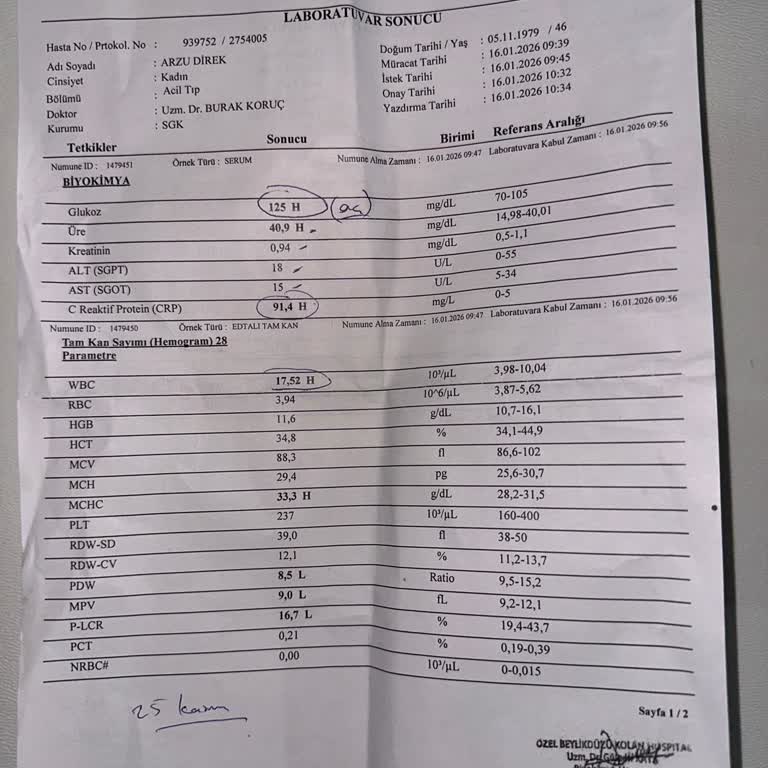 LABORATUVAR SONUCU
Hasta No / Prtokol. No : 939752 / 2754005
Adı Soyadı : ARZU DİREK
Cinsiyet : Kadın
Bölümü : Acil Tıp
Doktor : Uzm. Dr. BURAK KORUÇ
Kurumu : SGK
Doğum Tarihi / Yaş : 05.11.1979 / 46
Müracat Tarihi : 16.01.2026 09:39
İstek Tarihi : 16.01.2026 09:45
Onay Tarihi : 16.01.2026 10:32
Yazdırma Tarihi : 16.01.2026 10:34
Tetkikler Sonucu Birimi Referans Aralığı
Numune ID : 1479451 Örnek Türü : SERUM Numune Alma Zamanı : 16.01.2026 09:47 Laboratuvara Kabul Zamanı : 16.01.2026 09:56
BİYOKİMYA
Glukoz 125 H (aç) mg/dL 70-105
Üre 40,9 H mg/dL 14,98-40,01
Kreatinin 0,94 mg/dL 0,5-1,1
ALT (SGPT) 18 U/L 0-55
AST (SGOT) 15 U/L 5-34
C Reaktif Protein (CRP) 91,4 H mg/L 0-5
Numune ID : 1479450 Örnek Türü : EDTALI TAM KAN Numune Alma Zamanı : 16.01.2026 09:47 Laboratuvara Kabul Zamanı : 16.01.2026 09:56
Tam Kan Sayımı (Hemogram) 28
Parametre
WBC 17,52 H 10³/µL 3,98-10,04
RBC 3,94 10^6/µL 3,87-5,62
HGB 11,6 g/dL 10,7-16,1
HCT 34,8 % 34,1-44,9
MCV 88,3 fl 86,6-102
MCH 29,4 pg 25,6-30,7
MCHC 33,3 H g/dL 28,2-31,5
PLT 237 10³/µL 160-400
RDW-SD 39,0 fl 38-50
RDW-CV 12,1 % 11,2-13,7
PDW 8,5 L Ratio 9,5-15,2
MPV 9,0 L fL 9,2-12,1
P-LCR 16,7 L % 19,4-43,7
PCT 0,21 % 0,19-0,39
NRBC# 0,00 10³/µL 0-0,015
25 kasım
Sayfa 1 / 2
ÖZEL BEYLİKDÜZÜ KOLAN HOSPITAL
Uzm. Dr.